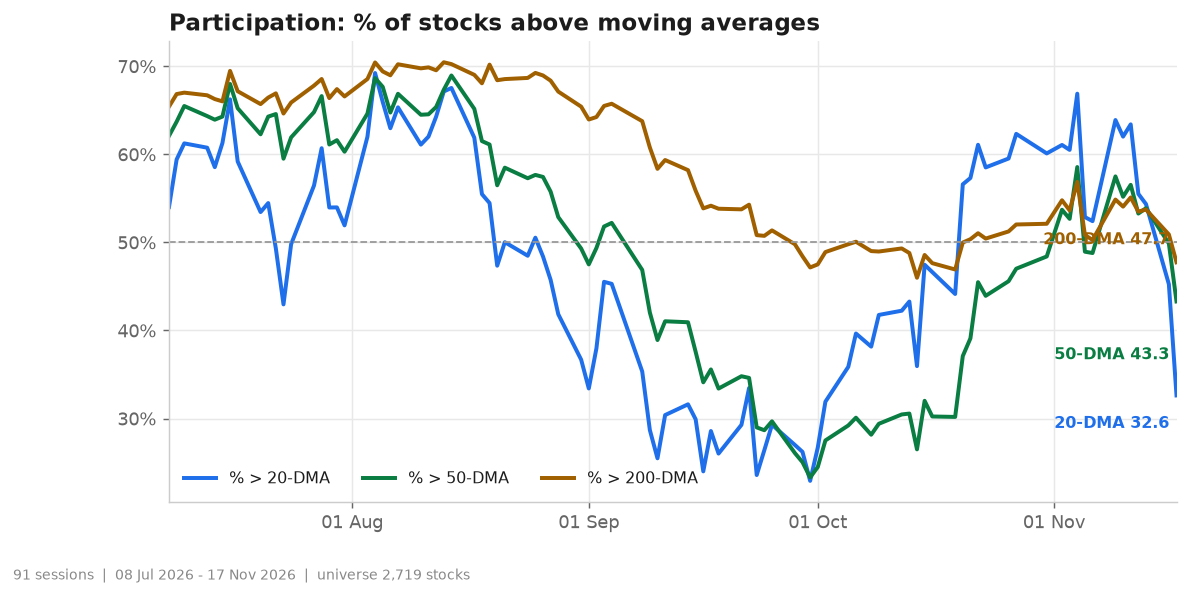 Participation: % of stocks above moving averages
70%
60%
50%
40%
30%
200-DMA 47.7
50-DMA 43.3
20-DMA 32.6
% > 20-DMA
% > 50-DMA
% > 200-DMA
01 Aug
01 Sep
01 Oct
01 Nov
91 sessions | 08 Jul 2026 - 17 Nov 2026 | universe 2,719 stocks